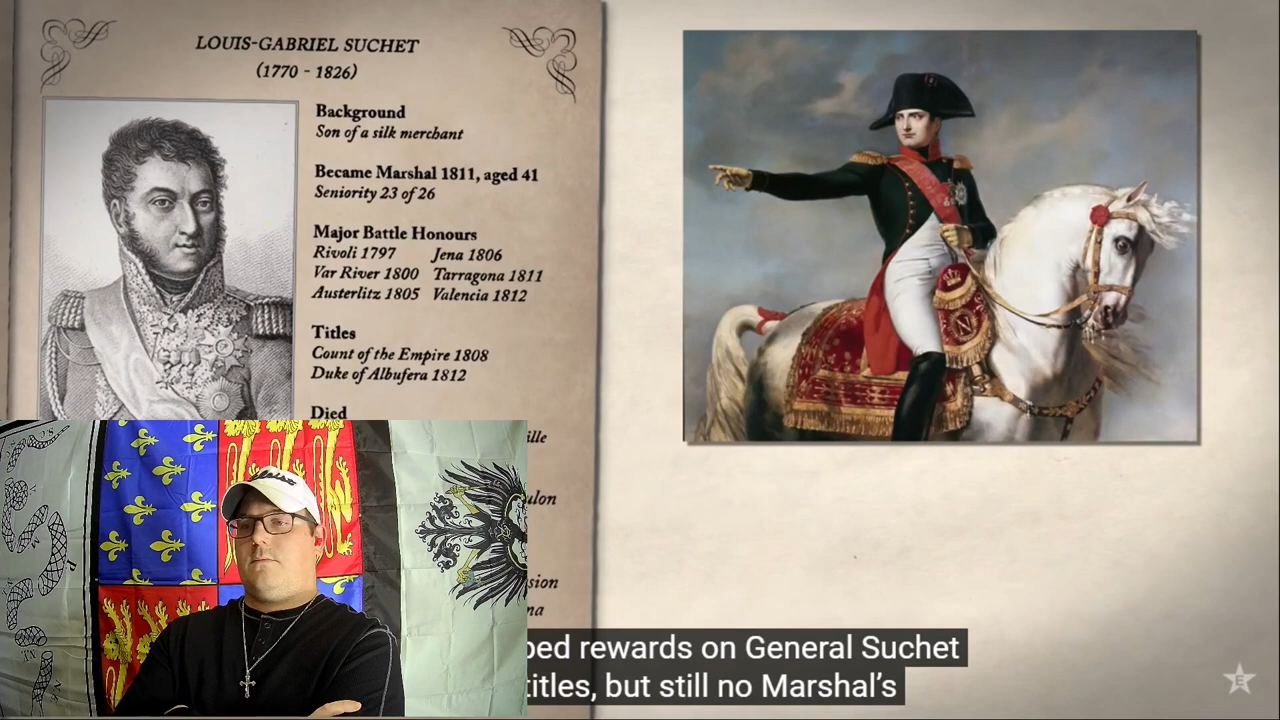 LOUIS-GABRIEL SUCHET
(1770 - 1826)
Background
Son of a silk merchant
Became Marshal 1811, aged 41
Seniority 23 of 26
Major Battle Honours
Rivoli 1797 Jena 1806
Var River 1800 Tarragona 1811
Austerlitz 1805 Valencia 1812
Titles
Count of the Empire 1808
Duke of Albufera 1812
Died
ille
ulon
sion
na
N
ped rewards on General Suchet
titles, but still no Marshal's
E